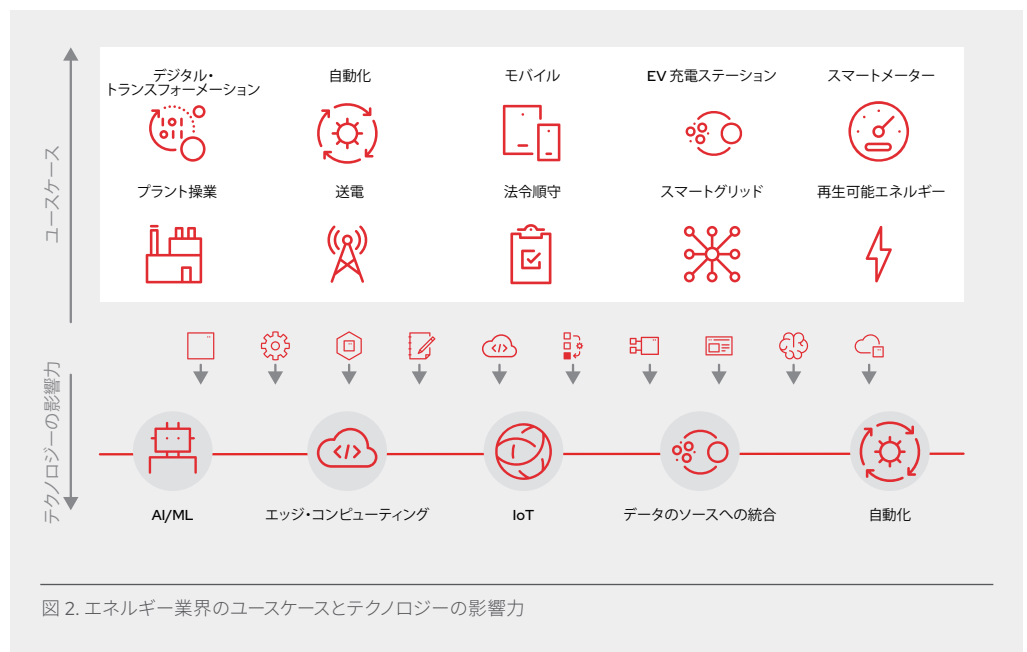 デジタル・
トランスフォーメーション
自動化
モバイル
EV 充電ステーション
スマートメーター
ユースケース
プラント操業
送電
法令順守
スマートグリッド
再生可能エネルギー
テクノロジーの影響力
AI/ML
エッジ・コンピューティング
IoT
データのソースへの統合
自動化
図 2. エネルギー業界のユースケースとテクノロジーの影響力